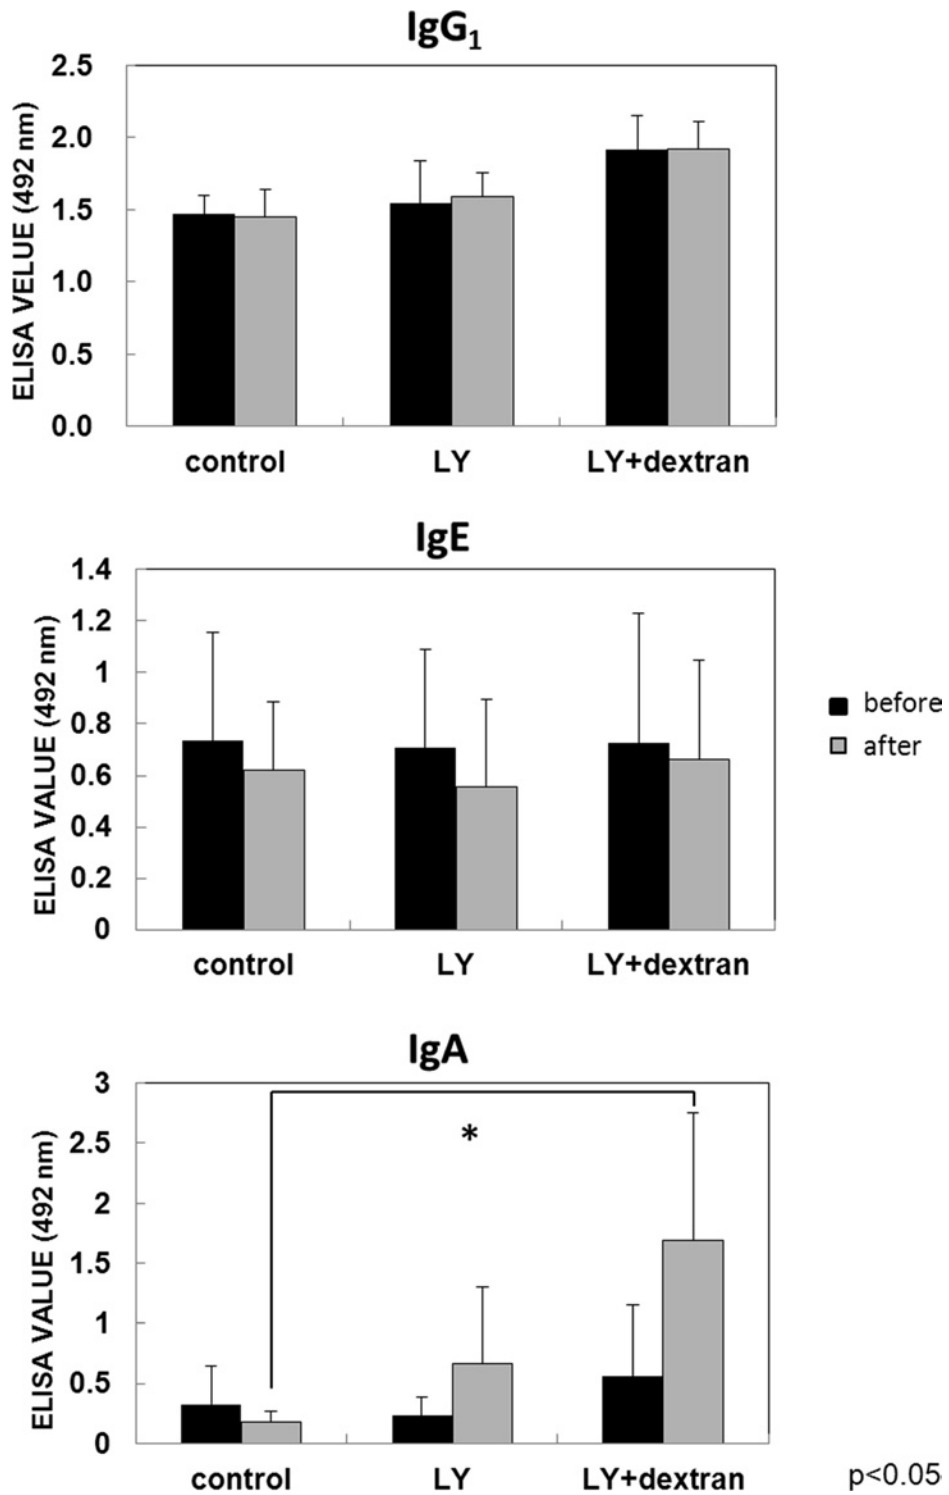 IgG₁
ELISA VELUE (492 nm)
2.5
2.0
1.5
1.0
0.5
0.0
control LY LY+dextran
IgE
ELISA VALUE (492 nm)
1.4
1.2
1
0.8
0.6
0.4
0.2
0
control LY LY+dextran
before
after
IgA
ELISA VALUE (492 nm)
3
2.5
2
1.5
1
0.5
0
*
control LY LY+dextran
p<0.05